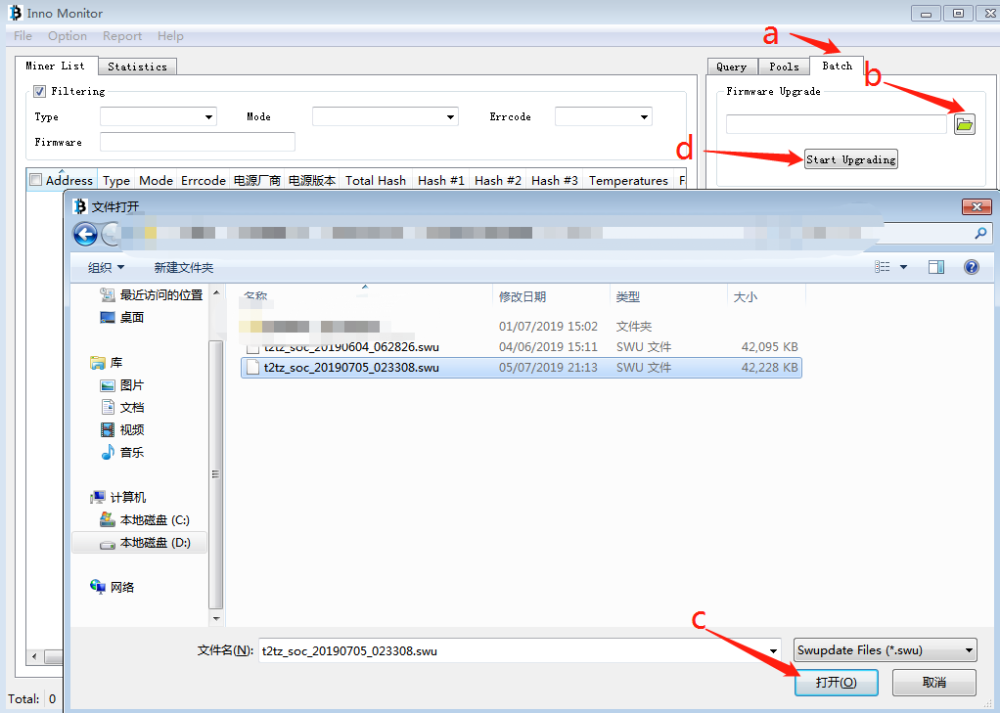 Inno Monitor
File Option Report Help
a
Miner List Statistics
Query Pools Batch
b
Filtering
Firmware Upgrade
Type Mode Errcode
Firmware
d
Start Upgrading
Address Type Mode Errcode 电源厂商 电源版本 Total Hash Hash #1 Hash #2 Hash #3 Temperatures F
文件打开
组织 新建文件夹
名称 修改日期 类型 大小
最近访问的位置
桌面
库
图片
文档
视频
音乐
计算机
本地磁盘 (C:)
本地磁盘 (D:)
网络
01/07/2019 15:02 文件夹
t2tz_soc_20190604_062826.swu 04/06/2019 15:11 SWU 文件 42,095 KB
t2tz_soc_20190705_023308.swu 05/07/2019 21:13 SWU 文件 42,228 KB
c
文件名(N): t2tz_soc_20190705_023308.swu Swupdate Files (*.swu)
打开(O) 取消
Total: 0